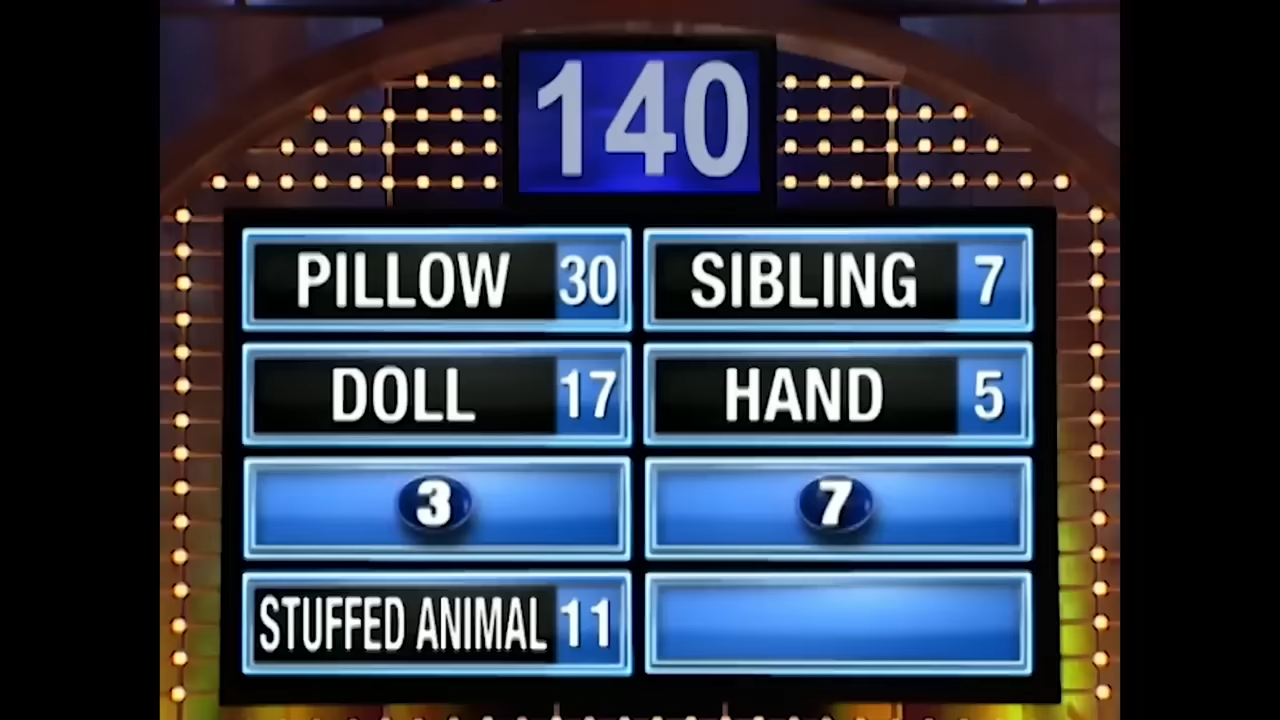 140
PILLOW 30
DOLL 17
3
STUFFED ANIMAL 11
SIBLING 7
HAND 5
7